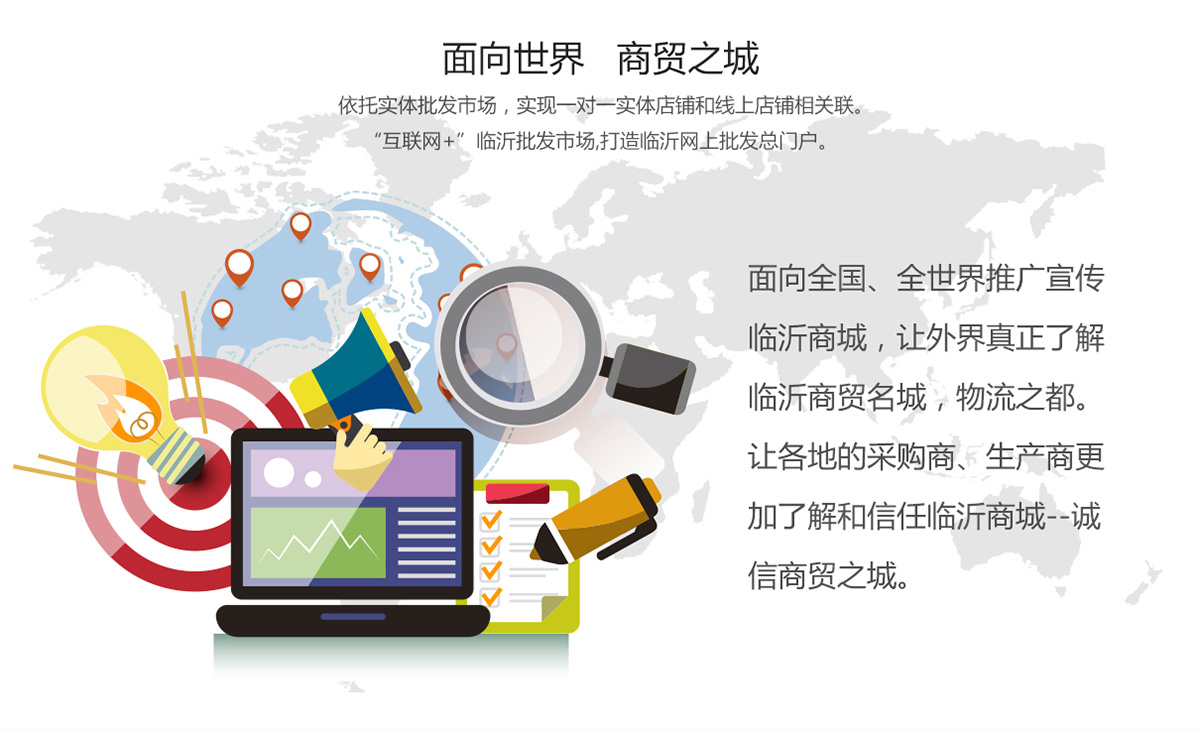 面向世界 商贸之城
依托实体批发市场，实现一对一实体店铺和线上店铺相关联。
“互联网+”临沂批发市场,打造临沂网上批发总门户。
面向全国、全世界推广宣传
临沂商城，让外界真正了解
临沂商贸名城，物流之都。
让各地的采购商、生产商更
加了解和信任临沂商城--诚
信商贸之城。